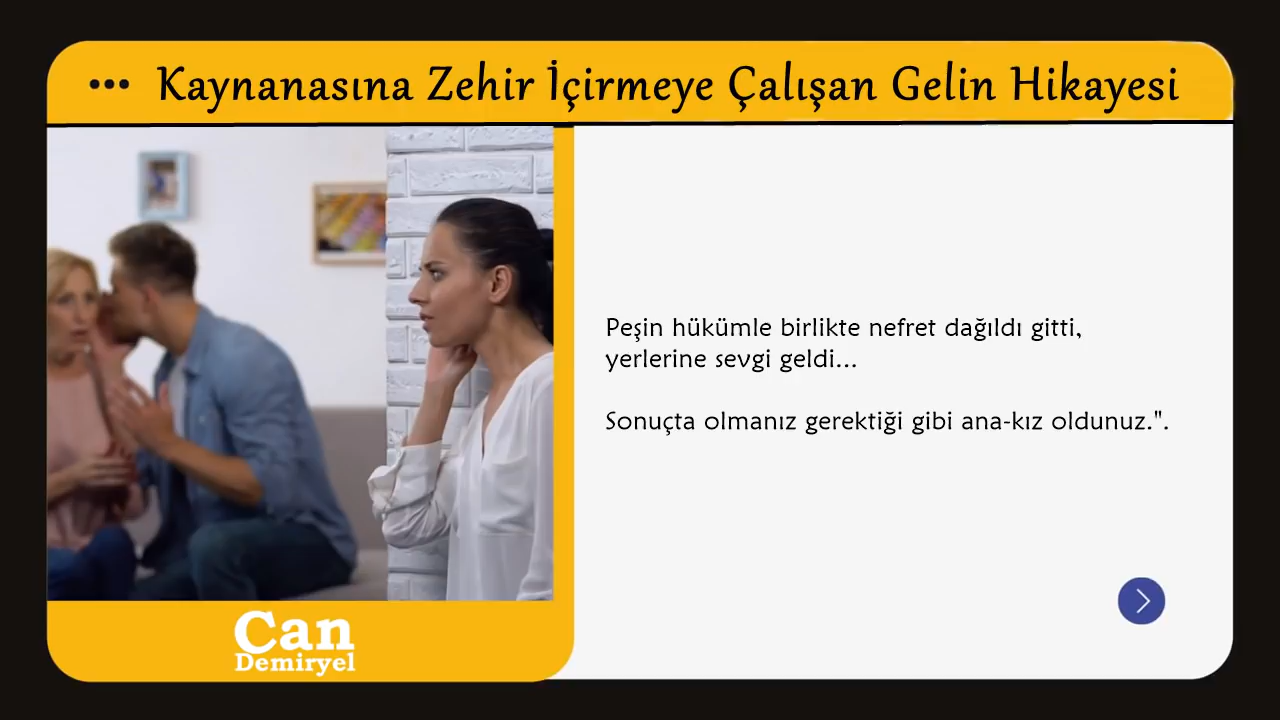 ... Kaynanasına Zehir İçirmeye Çalışan Gelin Hikayesi
Peşin hükümle birlikte nefret dağıldı gitti,
yerlerine sevgi geldi...
Sonuçta olmanız gerektiği gibi ana-kız oldunuz.".
Can
Demiryel